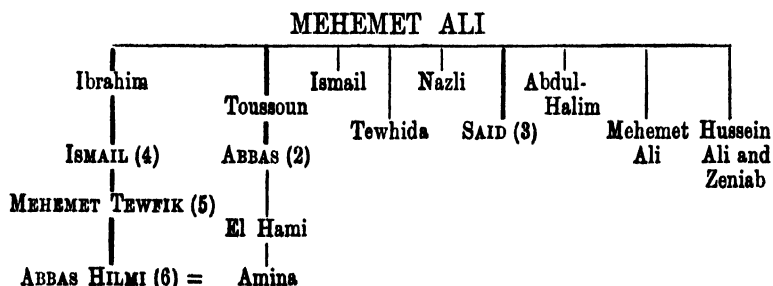 MEHEMET ALI
Ibrahim
Toussoun
Ismail
Tewhida
Nazli
SAID (3)
Abdul-
Halim
Mehemet
Ali
Hussein
Ali and
Zeniab
ISMAIL (4)
ABBAS (2)
MEHEMET TEWFIK (5)
El Hami
ABBAS HILMI (6) = Amina